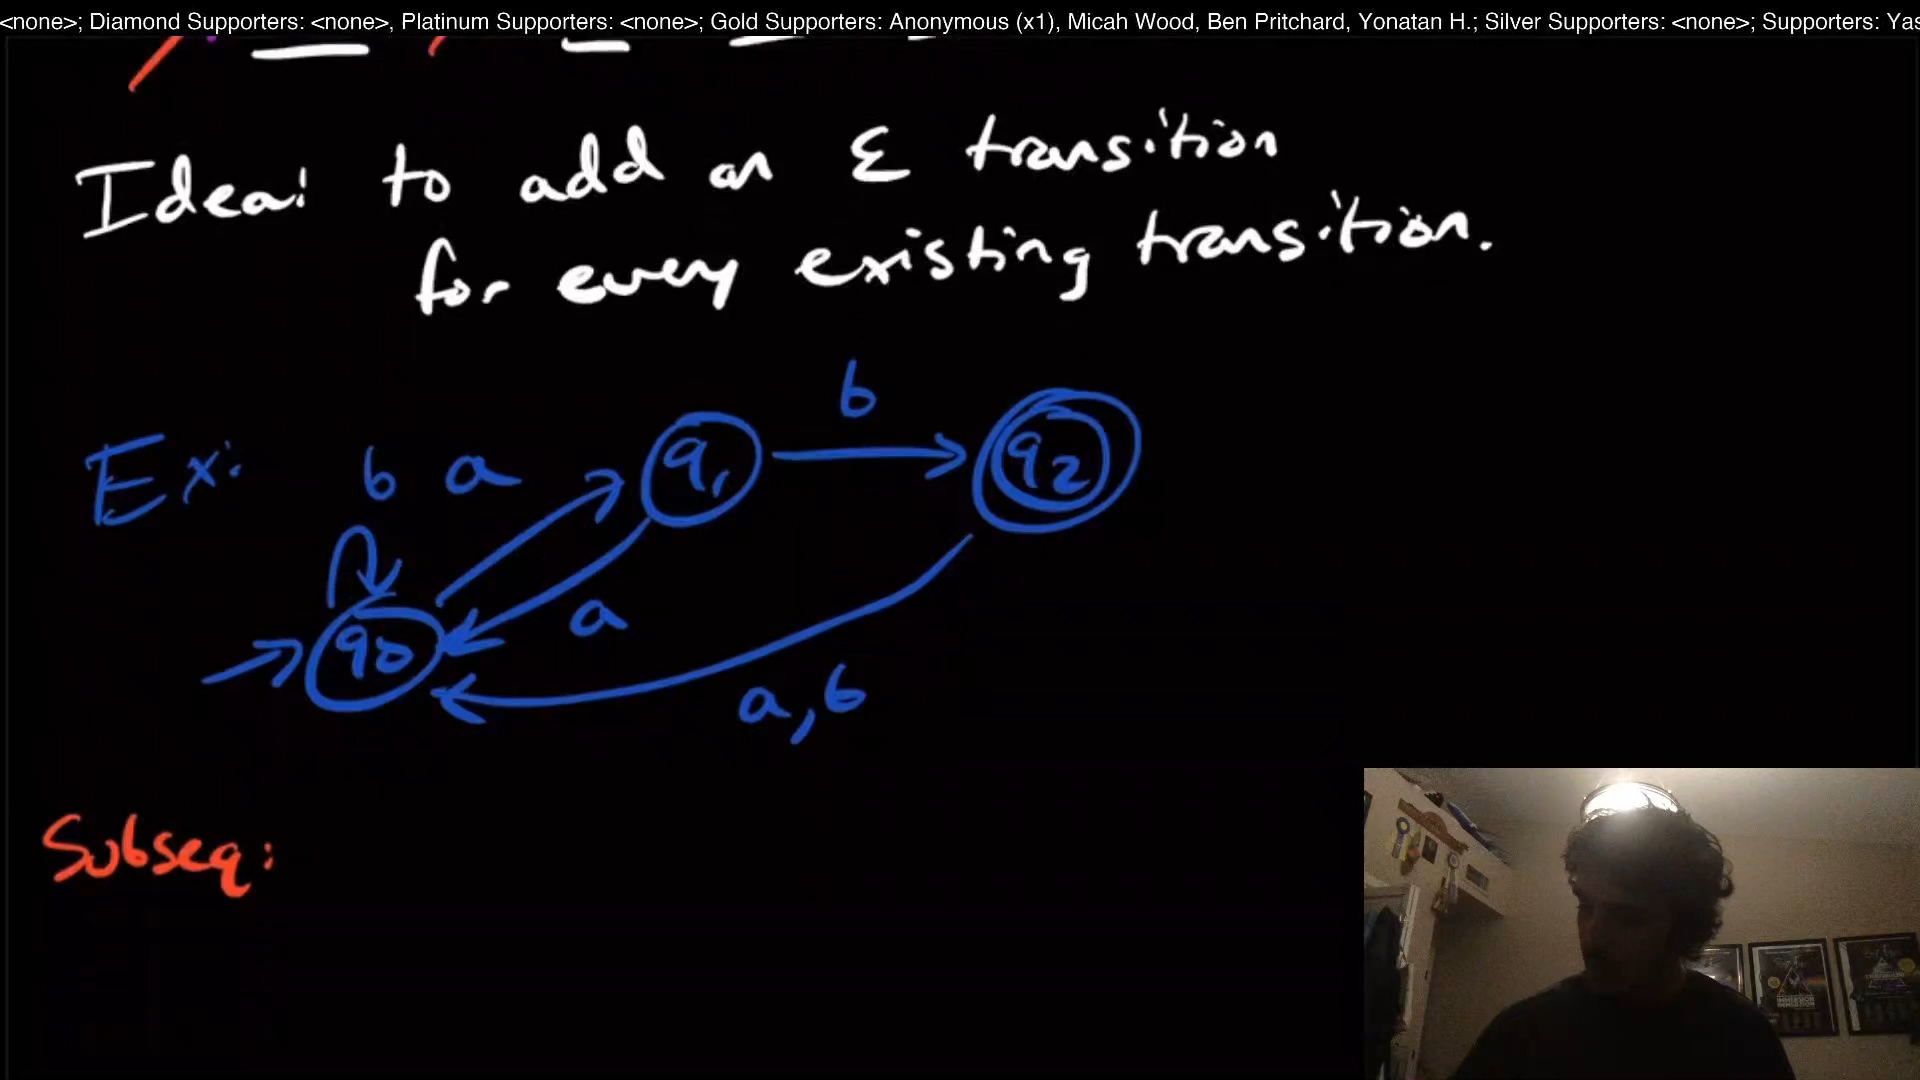 <none>; Diamond Supporters: <none>, Platinum Supporters: <none>; Gold Supporters: Anonymous (x1), Micah Wood, Ben Pritchard, Yonatan H.; Silver Supporters: <none>; Supporters: Yas
Idea: to add an ε transition
for every existing transition.
Ex: b a q1 b q2
q0 a
a,b
Subseq: